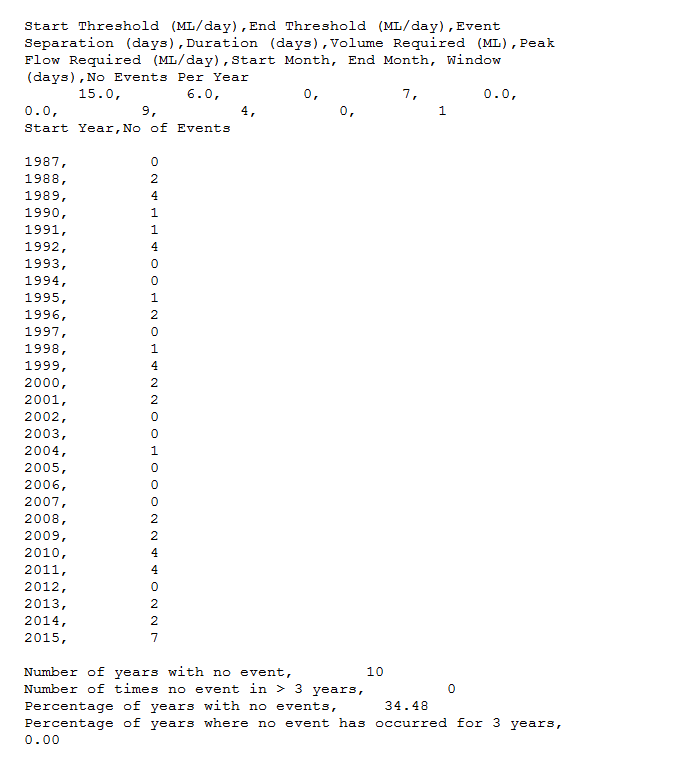 Start Threshold (ML/day),End Threshold (ML/day),Event
Separation (days),Duration (days),Volume Required (ML),Peak
Flow Required (ML/day),Start Month, End Month, Window
(days),No Events Per Year
15.0, 6.0, 0, 7, 0.0,
0.0, 9, 4, 0, 1
Start Year,No of Events
1987, 0
1988, 2
1989, 4
1990, 1
1991, 1
1992, 4
1993, 0
1994, 0
1995, 1
1996, 2
1997, 0
1998, 1
1999, 4
2000, 2
2001, 2
2002, 0
2003, 0
2004, 1
2005, 0
2006, 0
2007, 0
2008, 2
2009, 2
2010, 4
2011, 4
2012, 0
2013, 2
2014, 2
2015, 7
Number of years with no event, 10
Number of times no event in > 3 years, 0
Percentage of years with no events, 34.48
Percentage of years where no event has occurred for 3 years,
0.00